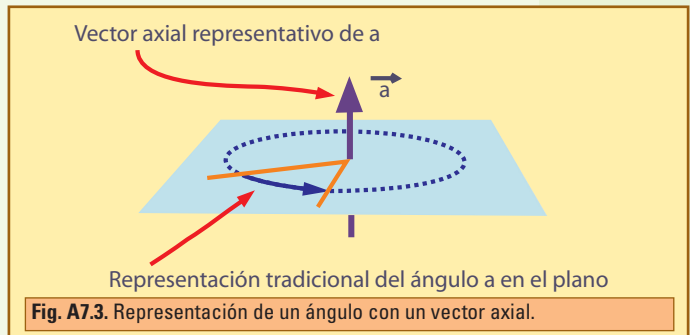 Vector axial representativo de a
a
Representación tradicional del ángulo a en el plano
Fig. A7.3. Representación de un ángulo con un vector axial.